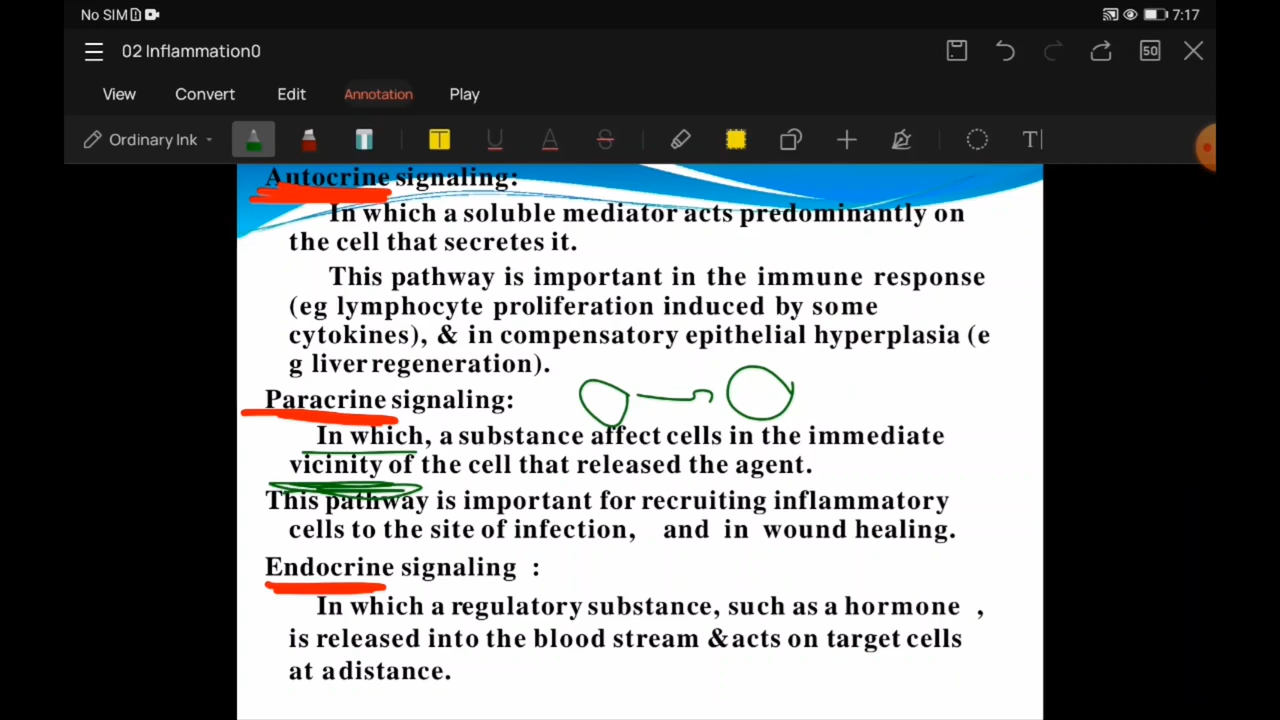 No SIM 7:17
02 Inflammation0 50
View Convert Edit Annotation Play
Ordinary Ink T U A S T
Autocrine signaling:
In which a soluble mediator acts predominantly on
the cell that secretes it.
This pathway is important in the immune response
(eg lymphocyte proliferation induced by some
cytokines), & in compensatory epithelial hyperplasia (e
g liver regeneration).
Paracrine signaling:
In which, a substance affect cells in the immediate
vicinity of the cell that released the agent.
This pathway is important for recruiting inflammatory
cells to the site of infection, and in wound healing.
Endocrine signaling :
In which a regulatory substance, such as a hormone ,
is released into the blood stream &acts on target cells
at adistance.